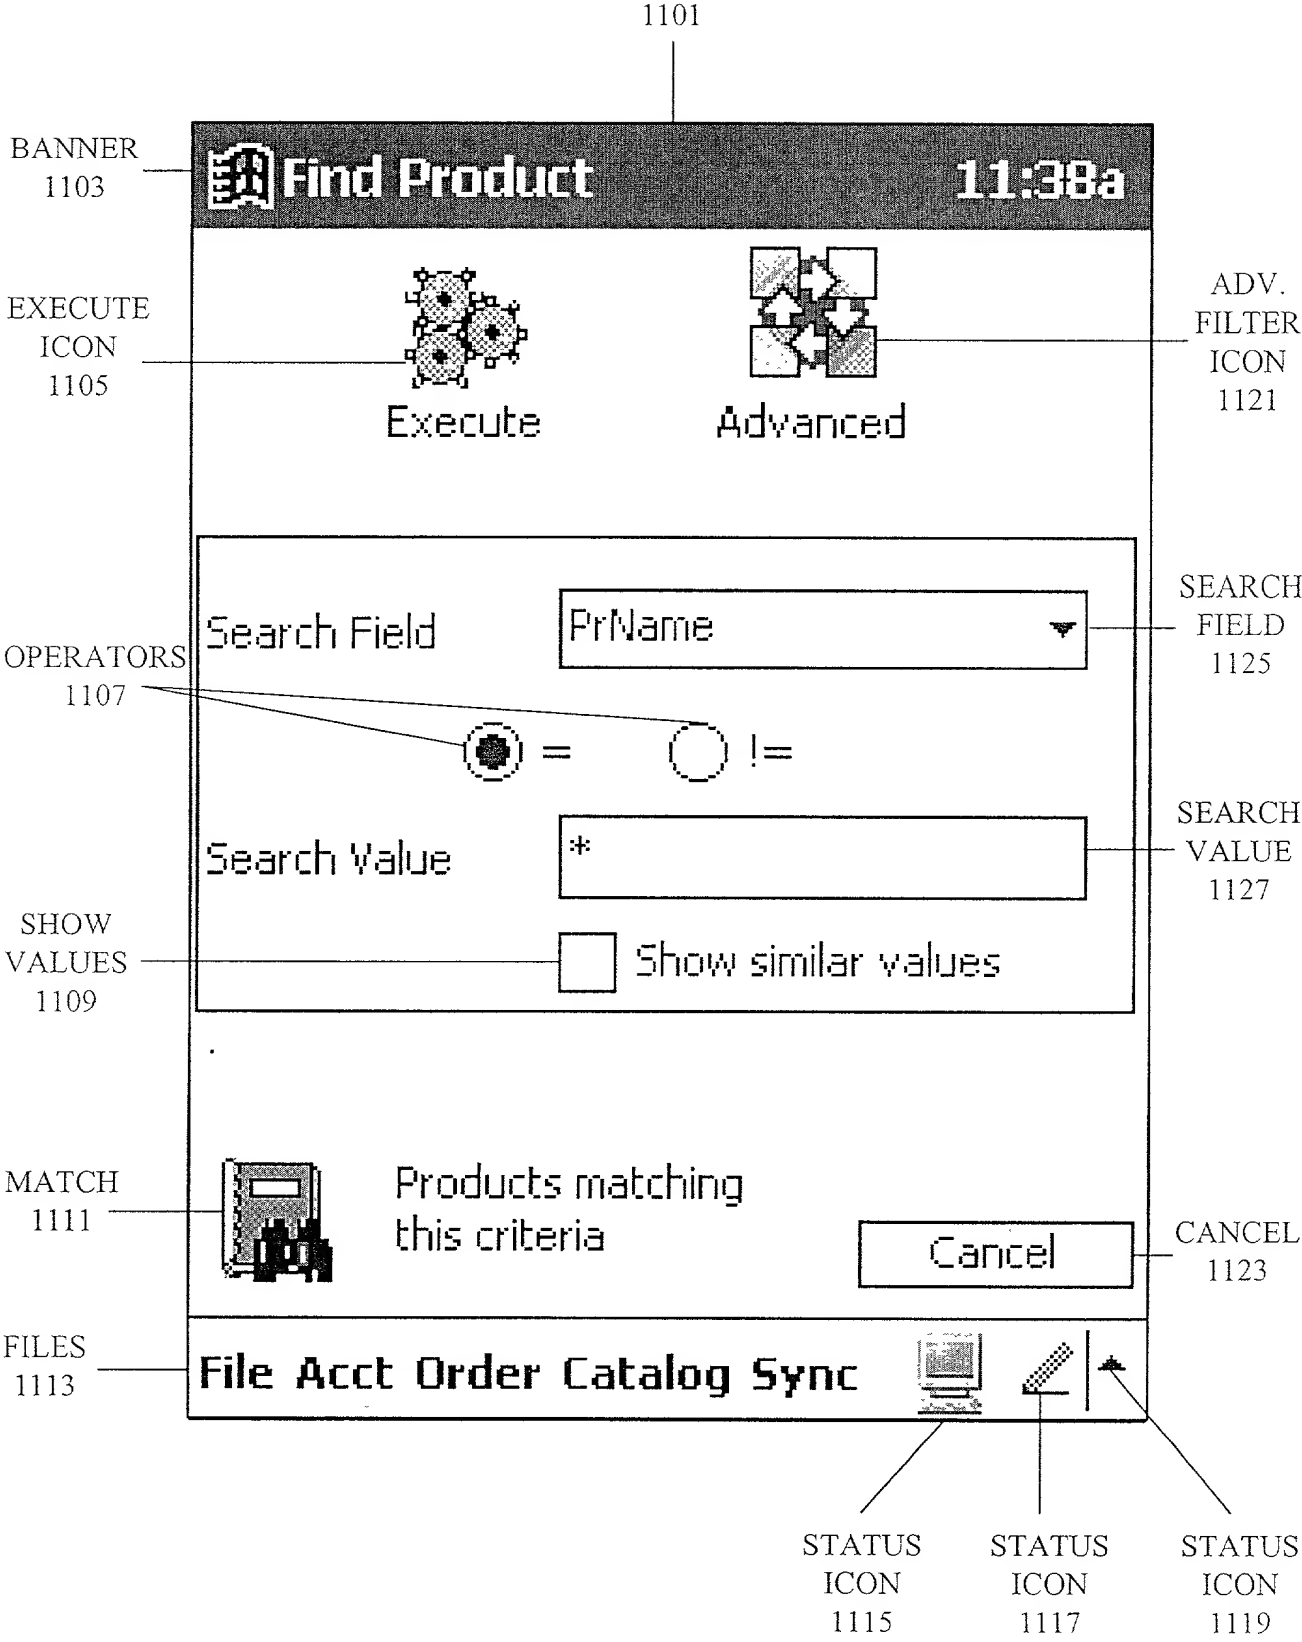 1101
BANNER
1103
Find Product
11:38a
EXECUTE
ICON
1105
Execute
Advanced
ADV.
FILTER
ICON
1121
Search Field
PrName
SEARCH
FIELD
1125
OPERATORS
1107
=
!=
Search Value
*
SEARCH
VALUE
1127
SHOW
VALUES
1109
Show similar values
MATCH
1111
Products matching
this criteria
Cancel
CANCEL
1123
FILES
1113
File Acct Order Catalog Sync
STATUS
ICON
1115
STATUS
ICON
1117
STATUS
ICON
1119